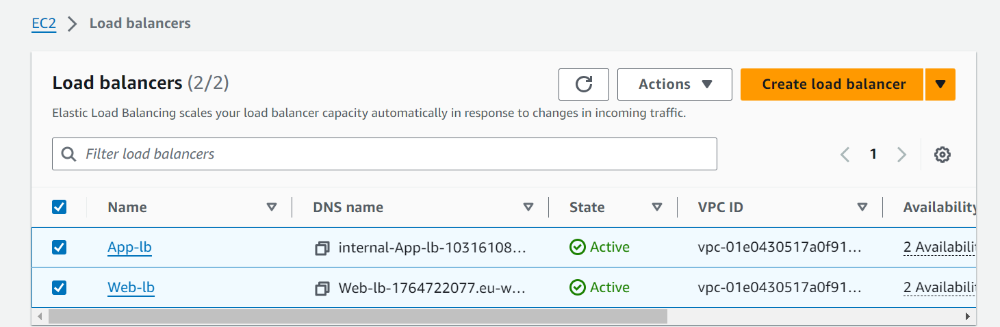 EC2 > Load balancers
Load balancers (2/2)
Actions
Create load balancer
Elastic Load Balancing scales your load balancer capacity automatically in response to changes in incoming traffic.
Filter load balancers
1
Name DNS name State VPC ID Availability
App-lb internal-App-lb-10316108... Active vpc-01e0430517a0f91... 2 Availabili
Web-lb Web-lb-1764722077.eu-w... Active vpc-01e0430517a0f91... 2 Availabili